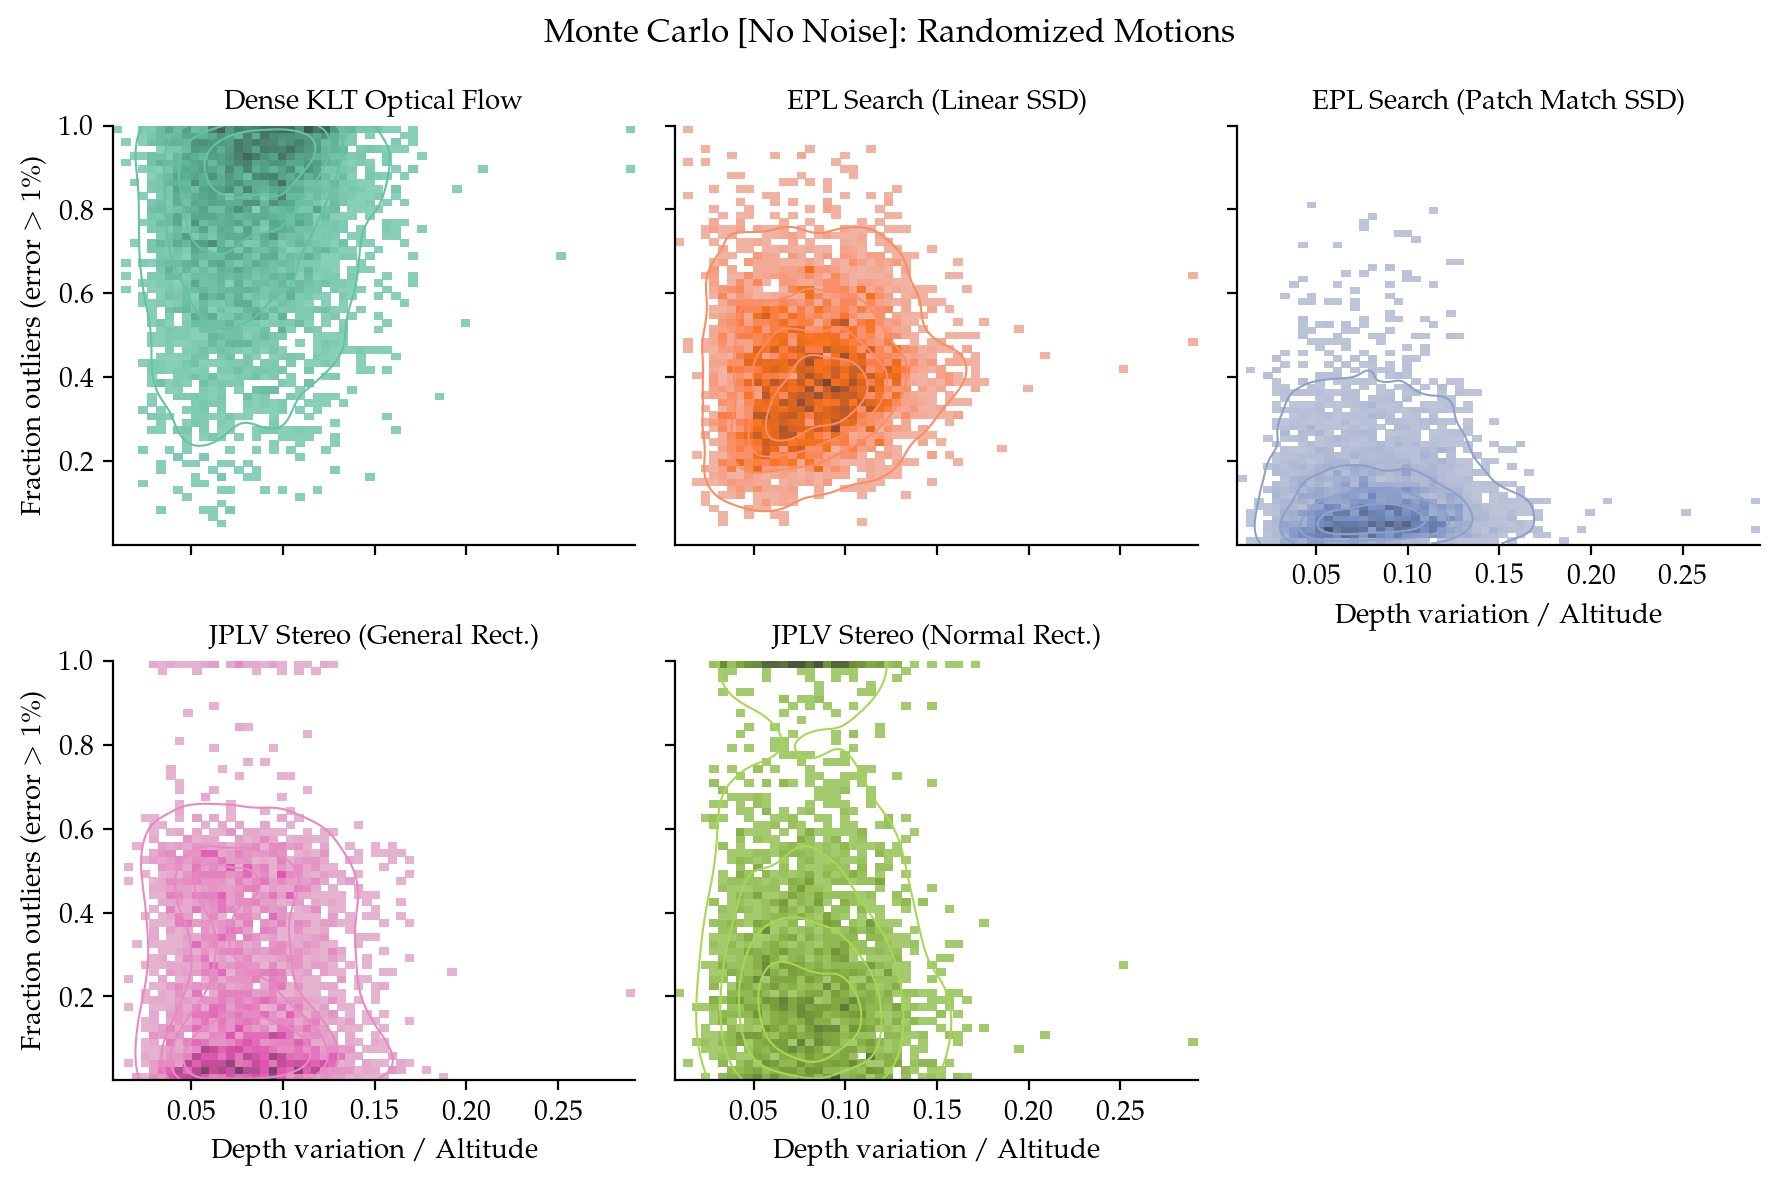 Monte Carlo [No Noise]: Randomized Motions
Dense KLT Optical Flow
EPL Search (Linear SSD)
EPL Search (Patch Match SSD)
Fraction outliers (error > 1%)
1.0
0.8
0.6
0.4
0.2
0.05 0.10 0.15 0.20 0.25
Depth variation / Altitude
JPLV Stereo (General Rect.)
JPLV Stereo (Normal Rect.)
Fraction outliers (error > 1%)
1.0
0.8
0.6
0.4
0.2
0.05 0.10 0.15 0.20 0.25
Depth variation / Altitude
0.05 0.10 0.15 0.20 0.25
Depth variation / Altitude